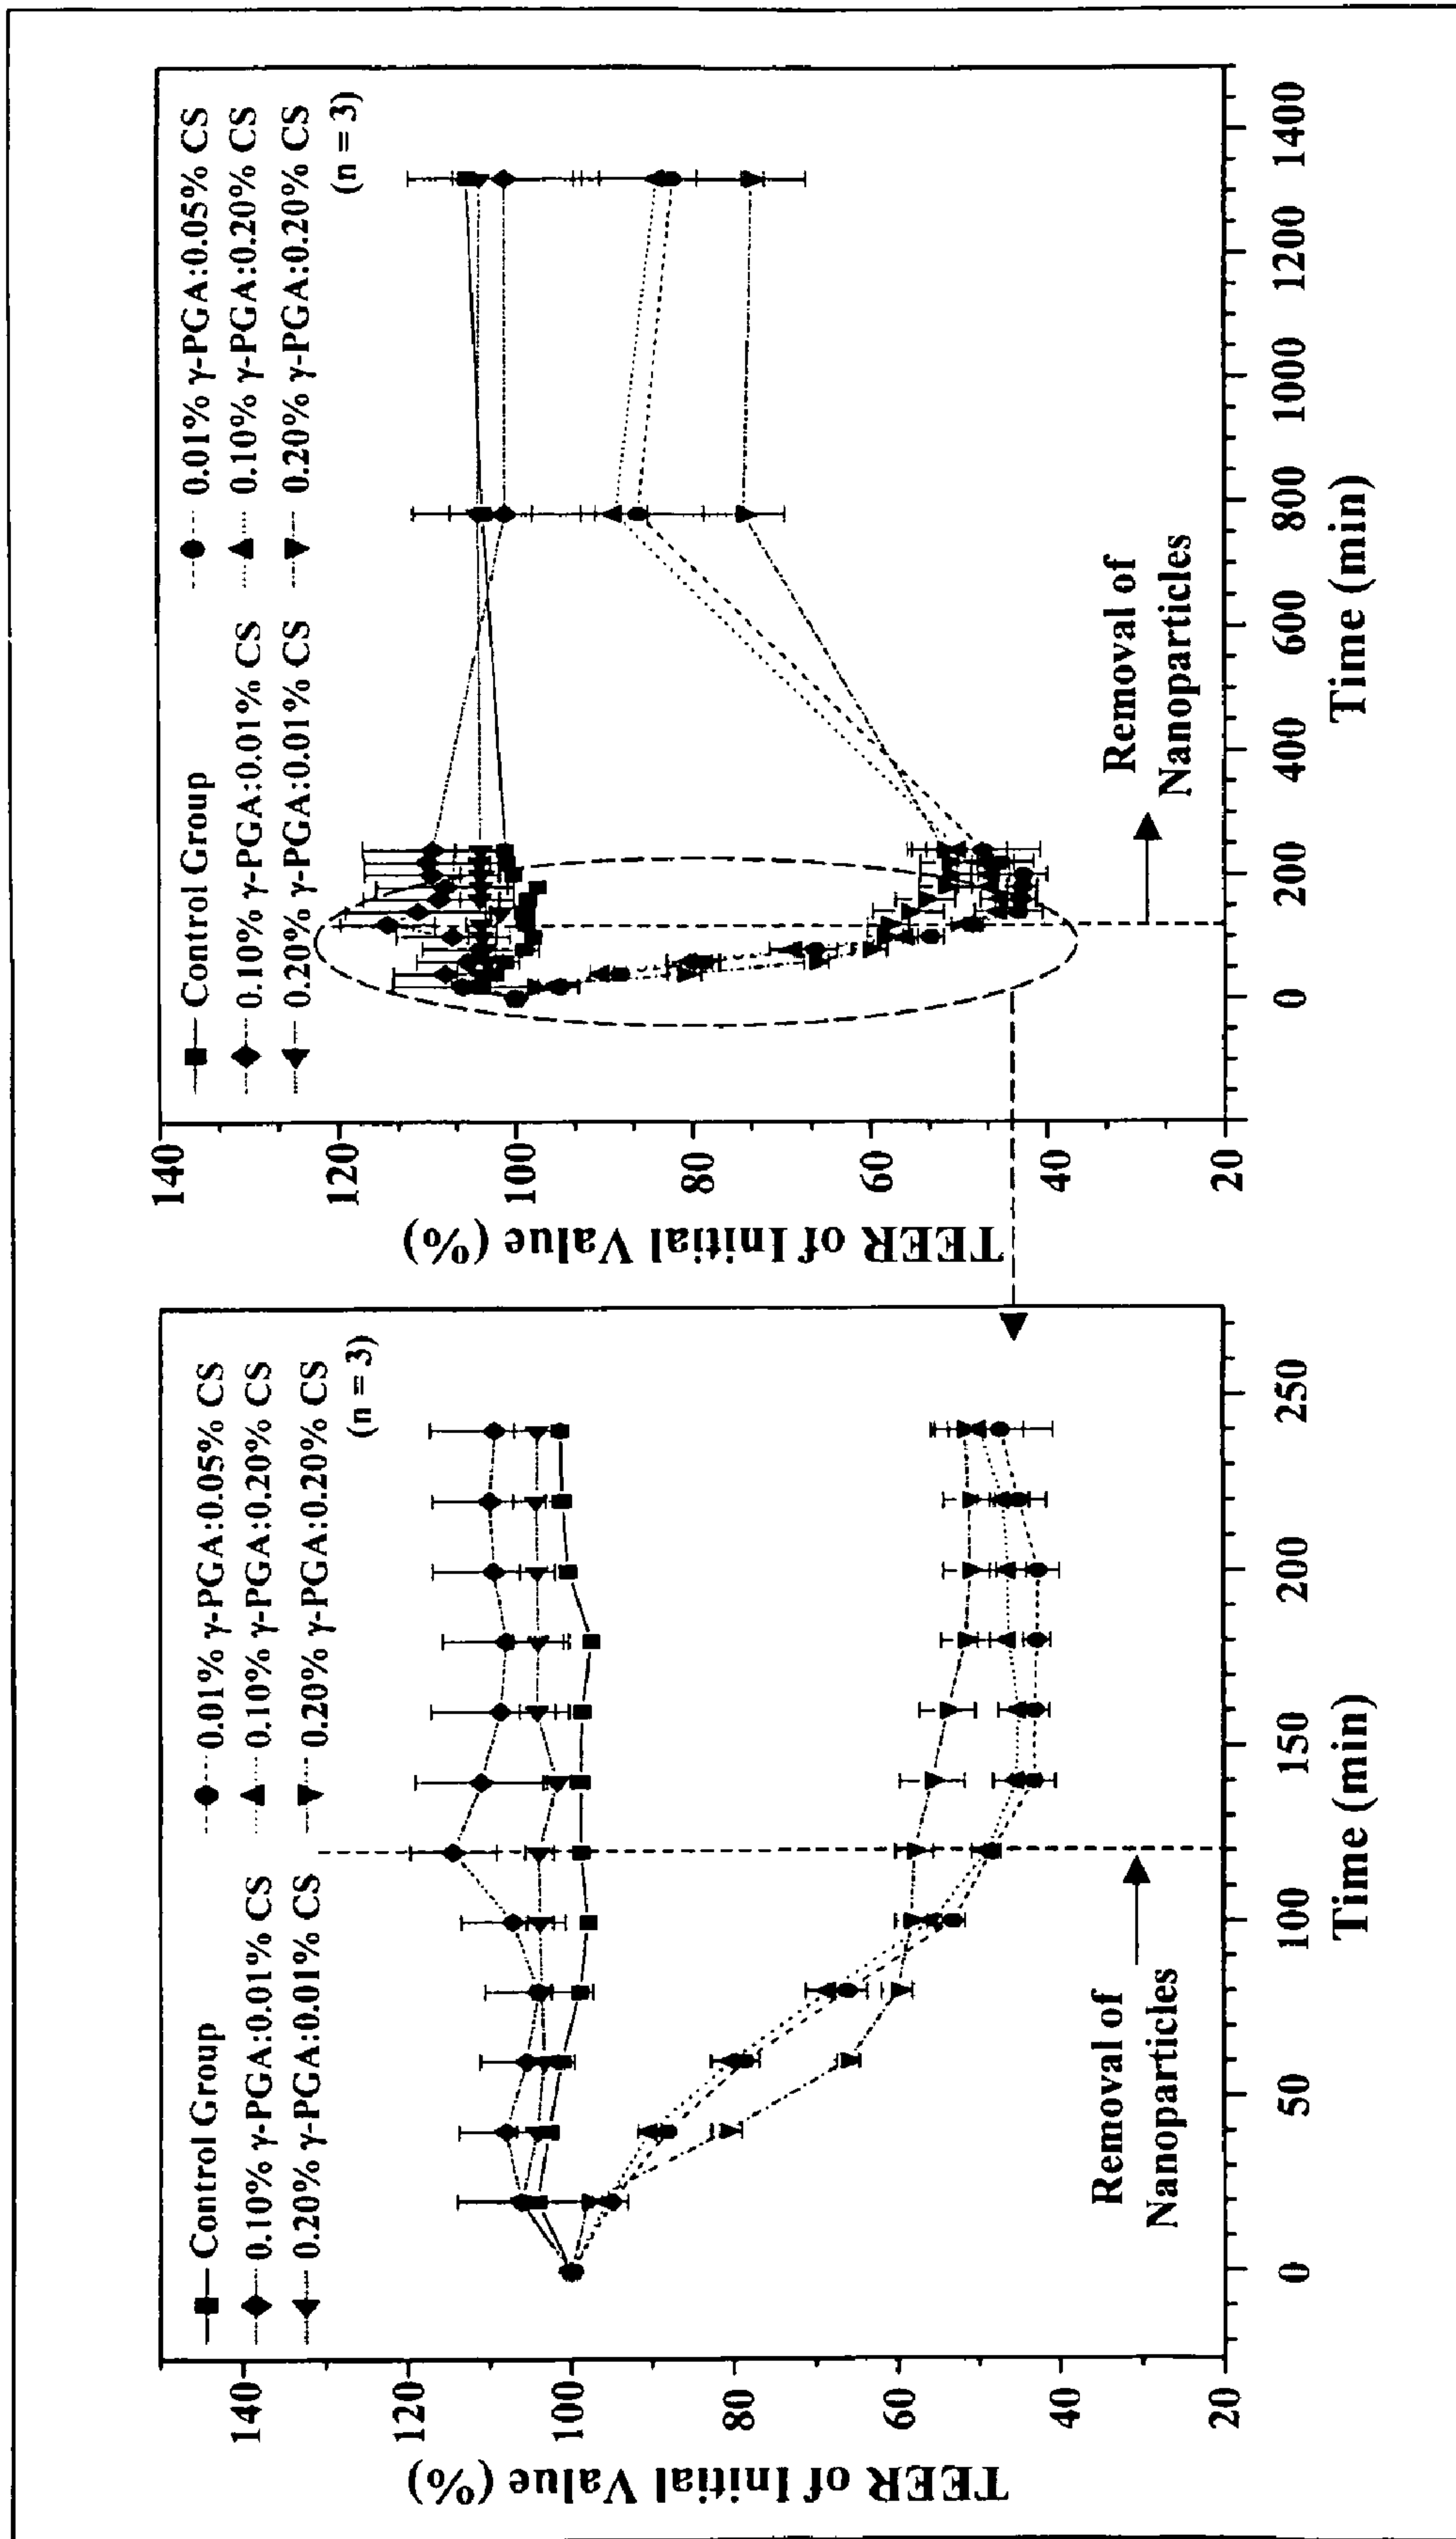 Control Group
0.10% γ-PGA:0.01% CS
0.20% γ-PGA:0.01% CS
0.01% γ-PGA:0.05% CS
0.10% γ-PGA:0.20% CS
0.20% γ-PGA:0.20% CS
(n = 3)
TEER of Initial Value (%)
140
120
100
80
60
40
20
Removal of
Nanoparticles
0
50
100
150
200
250
Time (min)
Control Group
0.10% γ-PGA:0.01% CS
0.20% γ-PGA:0.01% CS
0.01% γ-PGA:0.05% CS
0.10% γ-PGA:0.20% CS
0.20% γ-PGA:0.20% CS
(n = 3)
TEER of Initial Value (%)
140
120
100
80
60
40
20
Removal of
Nanoparticles
0
200
400
600
800
1000
1200
1400
Time (min)